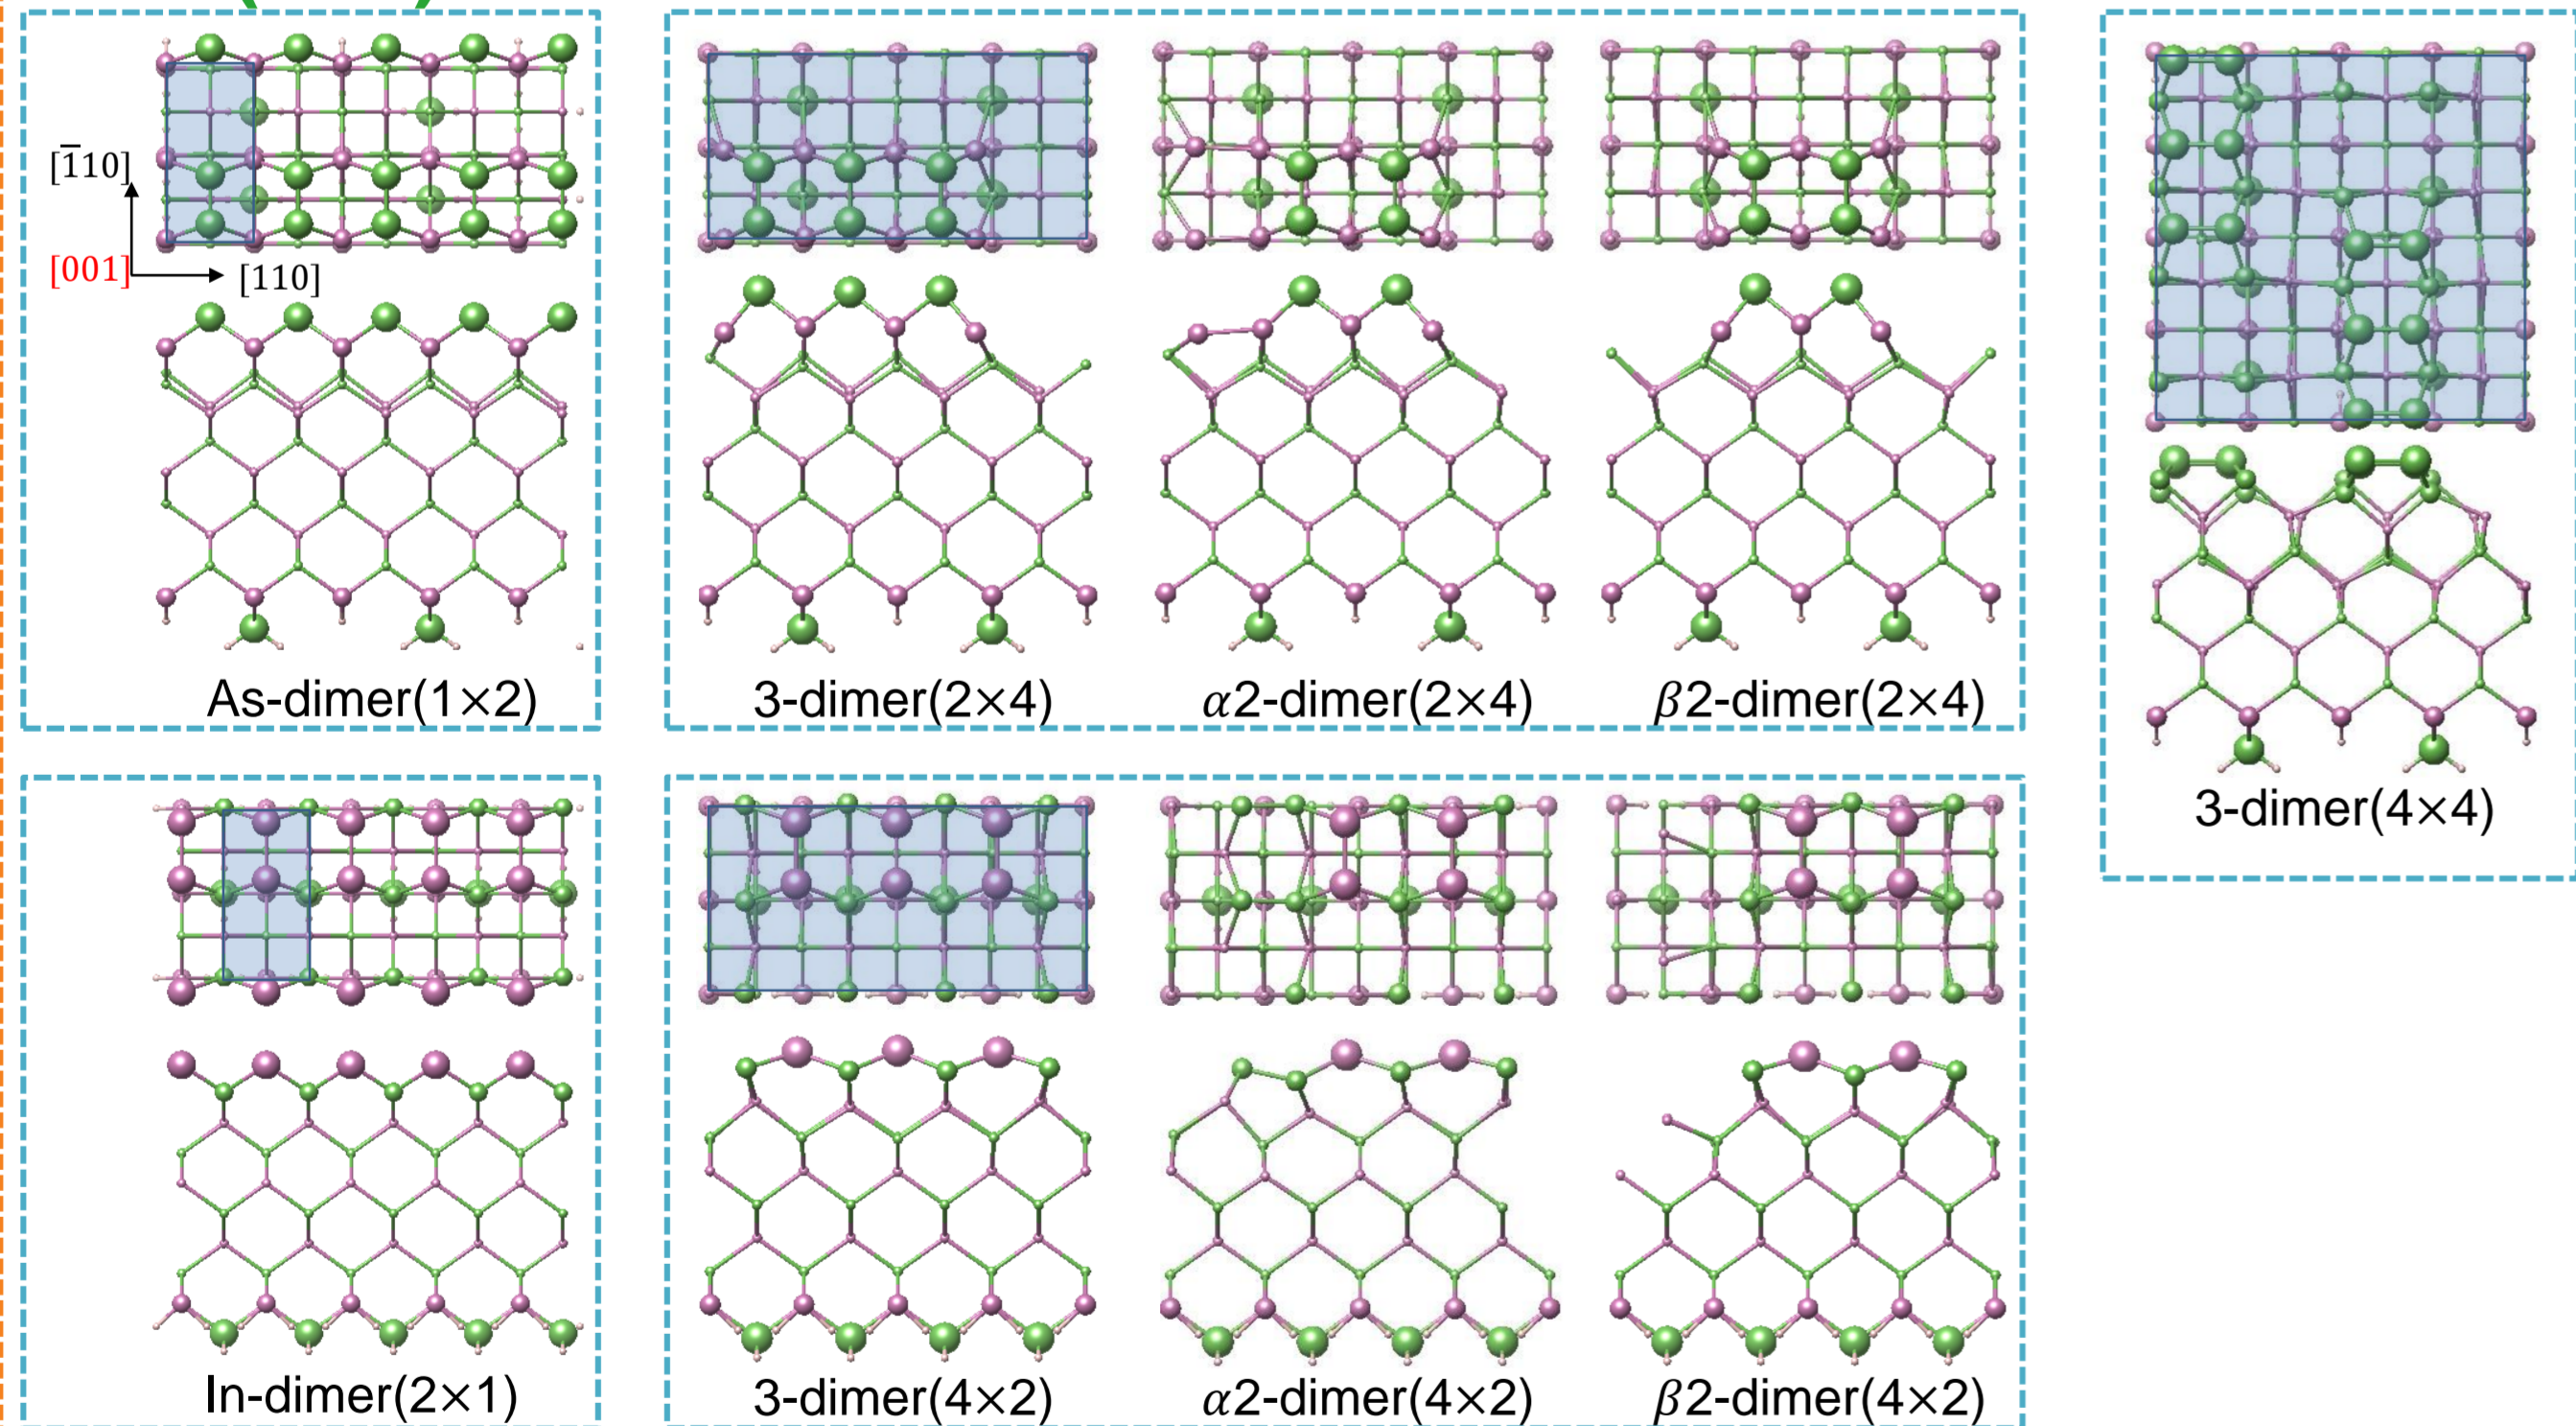 [1̅10]
[001]
[110]
As-dimer(1×2)
3-dimer(2×4)
α2-dimer(2×4)
β2-dimer(2×4)
3-dimer(4×4)
In-dimer(2×1)
3-dimer(4×2)
α2-dimer(4×2)
β2-dimer(4×2)